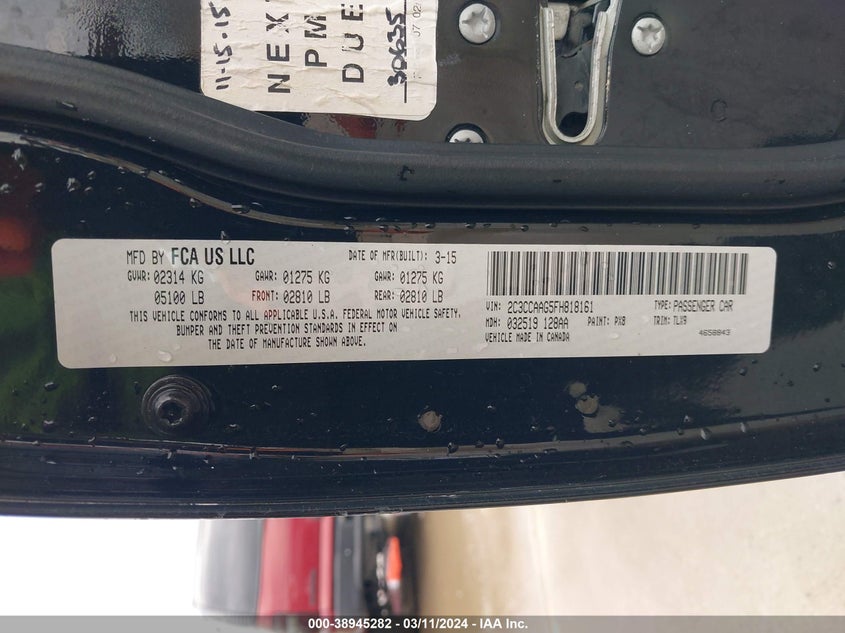 11-15-15
NEXT
PM
DUE
30635
MFD BY FCA US LLC
DATE OF MFR(BUILT): 3-15
GVWR: 02314 KG GAWR: 01275 KG GAWR: 01275 KG
05100 LB FRONT: 02810 LB REAR: 02810 LB
THIS VEHICLE CONFORMS TO ALL APPLICABLE U.S.A. FEDERAL MOTOR VEHICLE SAFETY,
BUMPER AND THEFT PREVENTION STANDARDS IN EFFECT ON
THE DATE OF MANUFACTURE SHOWN ABOVE.
VIN: 2C3CCAAG5FH818161 TYPE: PASSENGER CAR
MDH: 032519 128AA PAINT: PX8 TRIM: TLX9
VEHICLE MADE IN CANADA 4658843
000-38945282 - 03/11/2024 - IAA Inc.